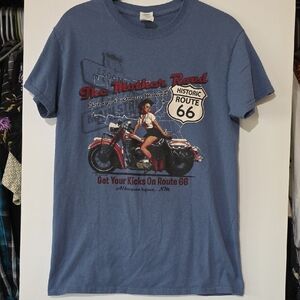 The Mother Road
HISTORIC
ROUTE
66
Get Your Kicks On Route 66
Albuquerque, NM